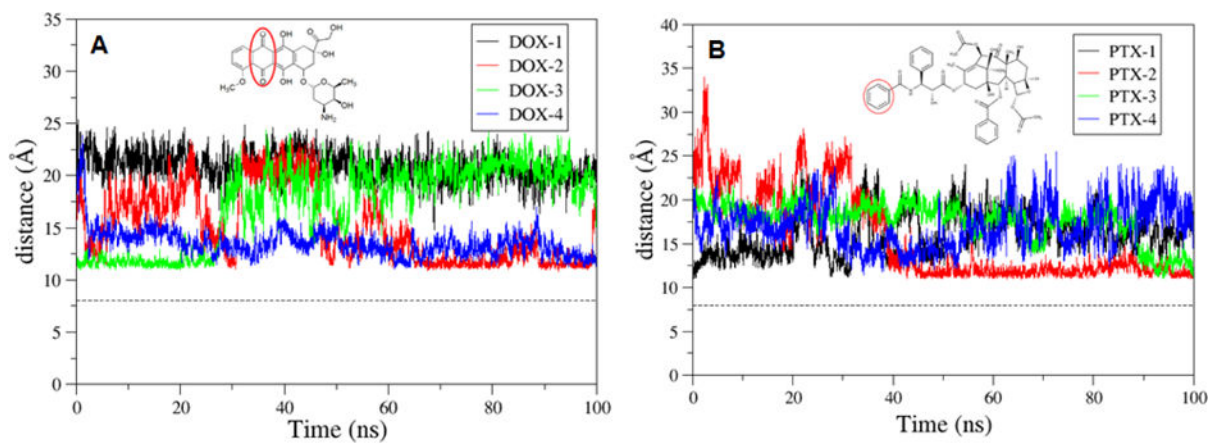 A
DOX-1
DOX-2
DOX-3
DOX-4
O
OH
O
OH
OH
OH
OCH₃
O
OH
O
O
CH₃
OH
NH₂
35
30
25
20
15
10
5
0
distance (Å)
0
20
40
60
80
100
Time (ns)
B
PTX-1
PTX-2
PTX-3
PTX-4
40
35
30
25
20
15
10
5
0
distance (Å)
0
20
40
60
80
100
Time (ns)